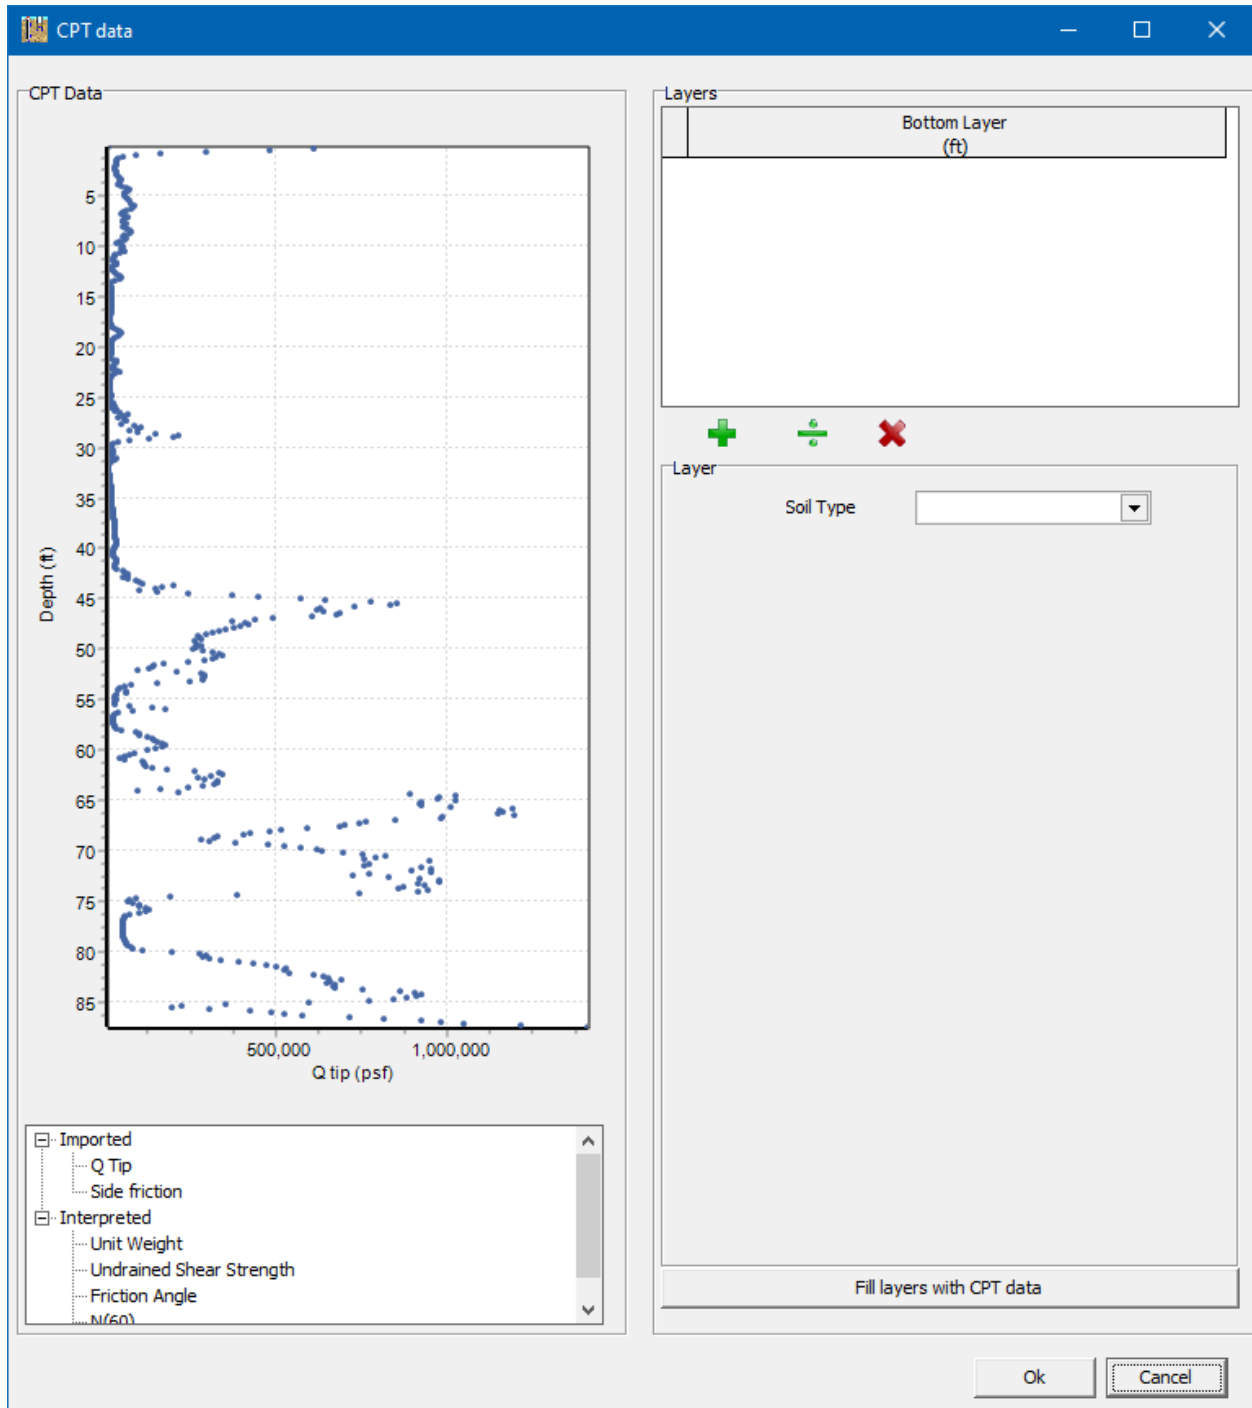 CPT data
CPT Data
5
10
15
20
25
30
35
40
45
50
55
60
65
70
75
80
85
Depth (ft)
500,000
1,000,000
Q tip (psf)
Imported
Q Tip
Side friction
Interpreted
Unit Weight
Undrained Shear Strength
Friction Angle
N(60)
Layers
Bottom Layer
(ft)
Layer
Soil Type
Fill layers with CPT data
Ok
Cancel